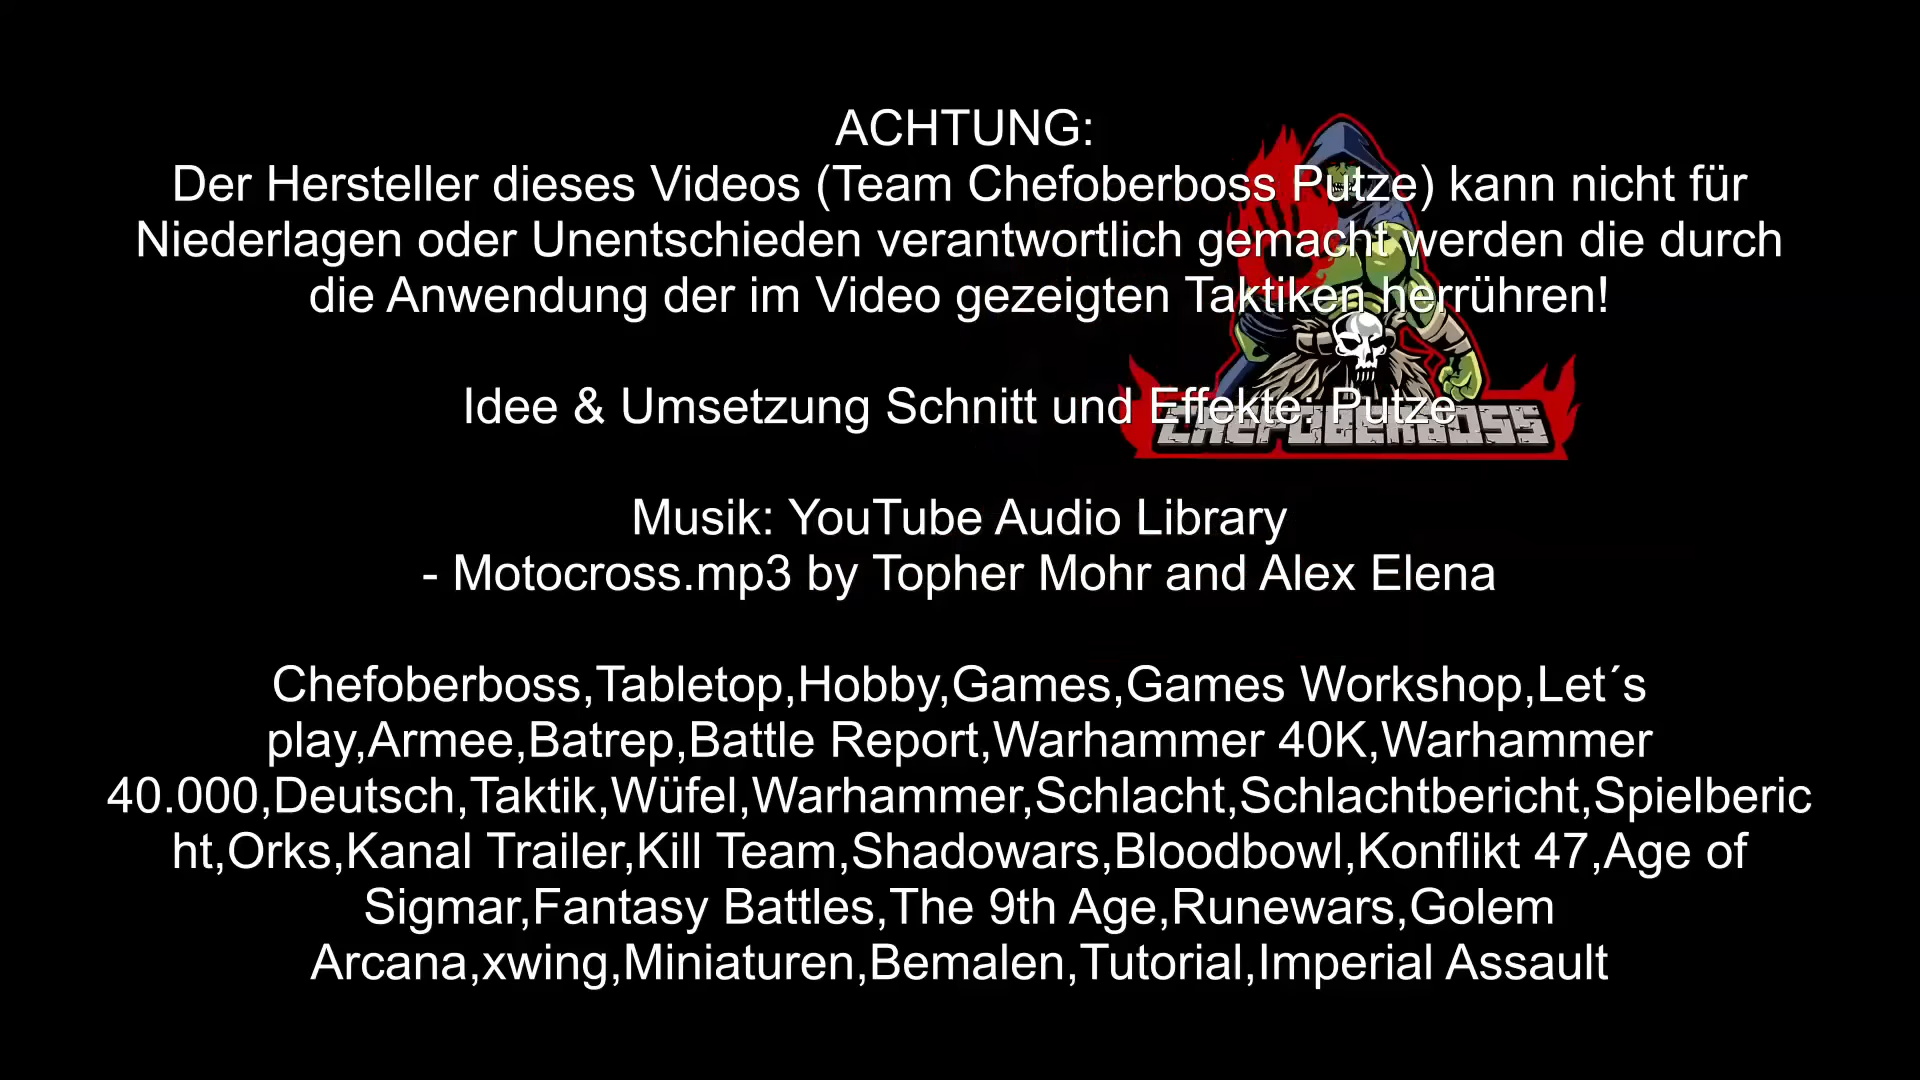 ACHTUNG:
Der Hersteller dieses Videos (Team Chefoberboss Putze) kann nicht für
Niederlagen oder Unentschieden verantwortlich gemacht werden die durch
die Anwendung der im Video gezeigten Taktiken herrühren!
Idee & Umsetzung Schnitt und Effekte: Putze
CHEFOBERBOSS
Musik: YouTube Audio Library
- Motocross.mp3 by Topher Mohr and Alex Elena
Chefoberboss,Tabletop,Hobby,Games,Games Workshop,Let´s
play,Armee,Batrep,Battle Report,Warhammer 40K,Warhammer
40.000,Deutsch,Taktik,Wüfel,Warhammer,Schlacht,Schlachtbericht,Spielberic
ht,Orks,Kanal Trailer,Kill Team,Shadowars,Bloodbowl,Konflikt 47,Age of
Sigmar,Fantasy Battles,The 9th Age,Runewars,Golem
Arcana,xwing,Miniaturen,Bemalen,Tutorial,Imperial Assault